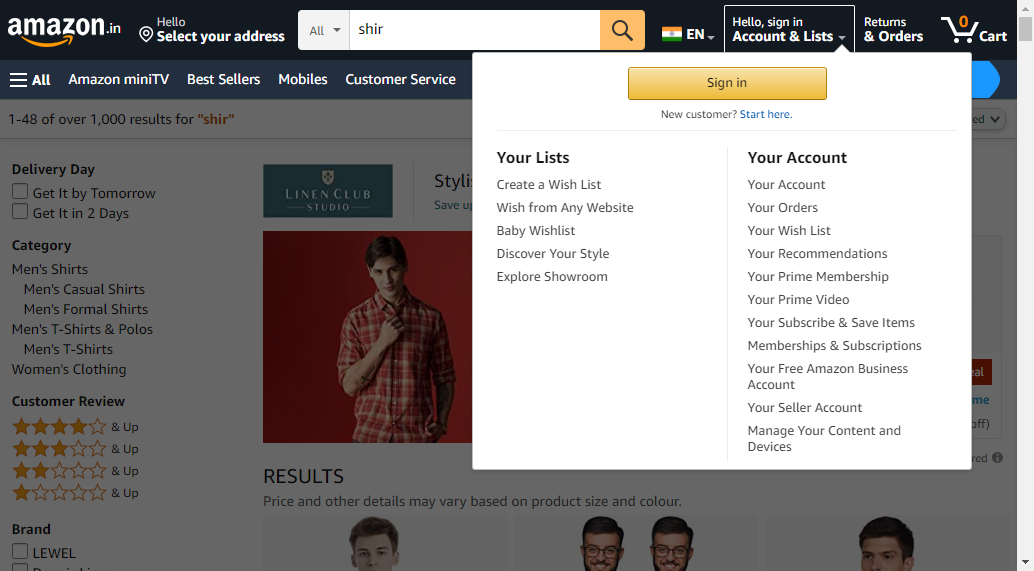 amazon.in
Hello
Select your address
All
shir
EN
Hello, sign in
Account & Lists
Returns
& Orders
0
Cart
All
Amazon miniTV
Best Sellers
Mobiles
Customer Service
Sign in
New customer? Start here.
Your Lists
Create a Wish List
Wish from Any Website
Baby Wishlist
Discover Your Style
Explore Showroom
Your Account
Your Account
Your Orders
Your Wish List
Your Recommendations
Your Prime Membership
Your Prime Video
Your Subscribe & Save Items
Memberships & Subscriptions
Your Free Amazon Business
Account
Your Seller Account
Manage Your Content and
Devices
1-48 of over 1,000 results for "shir"
Delivery Day
Get It by Tomorrow
Get It in 2 Days
Category
Men's Shirts
Men's Casual Shirts
Men's Formal Shirts
Men's T-Shirts & Polos
Men's T-Shirts
Women's Clothing
Customer Review
& Up
& Up
& Up
& Up
Brand
LEWEL
LINEN CLUB
STUDIO
Save up
RESULTS
Price and other details may vary based on product size and colour.